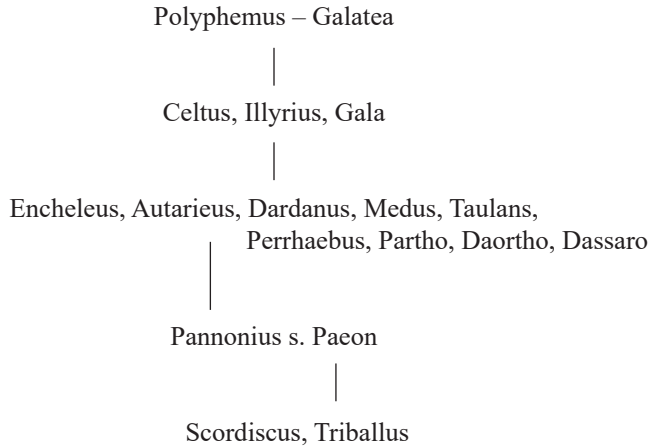 Polyphemus – Galatea
Celtus, Illyrius, Gala
Encheleus, Autarieus, Dardanus, Medus, Taulans,
Perrhaebus, Partho, Daortho, Dassaro
Pannonius s. Paeon
Scordiscus, Triballus